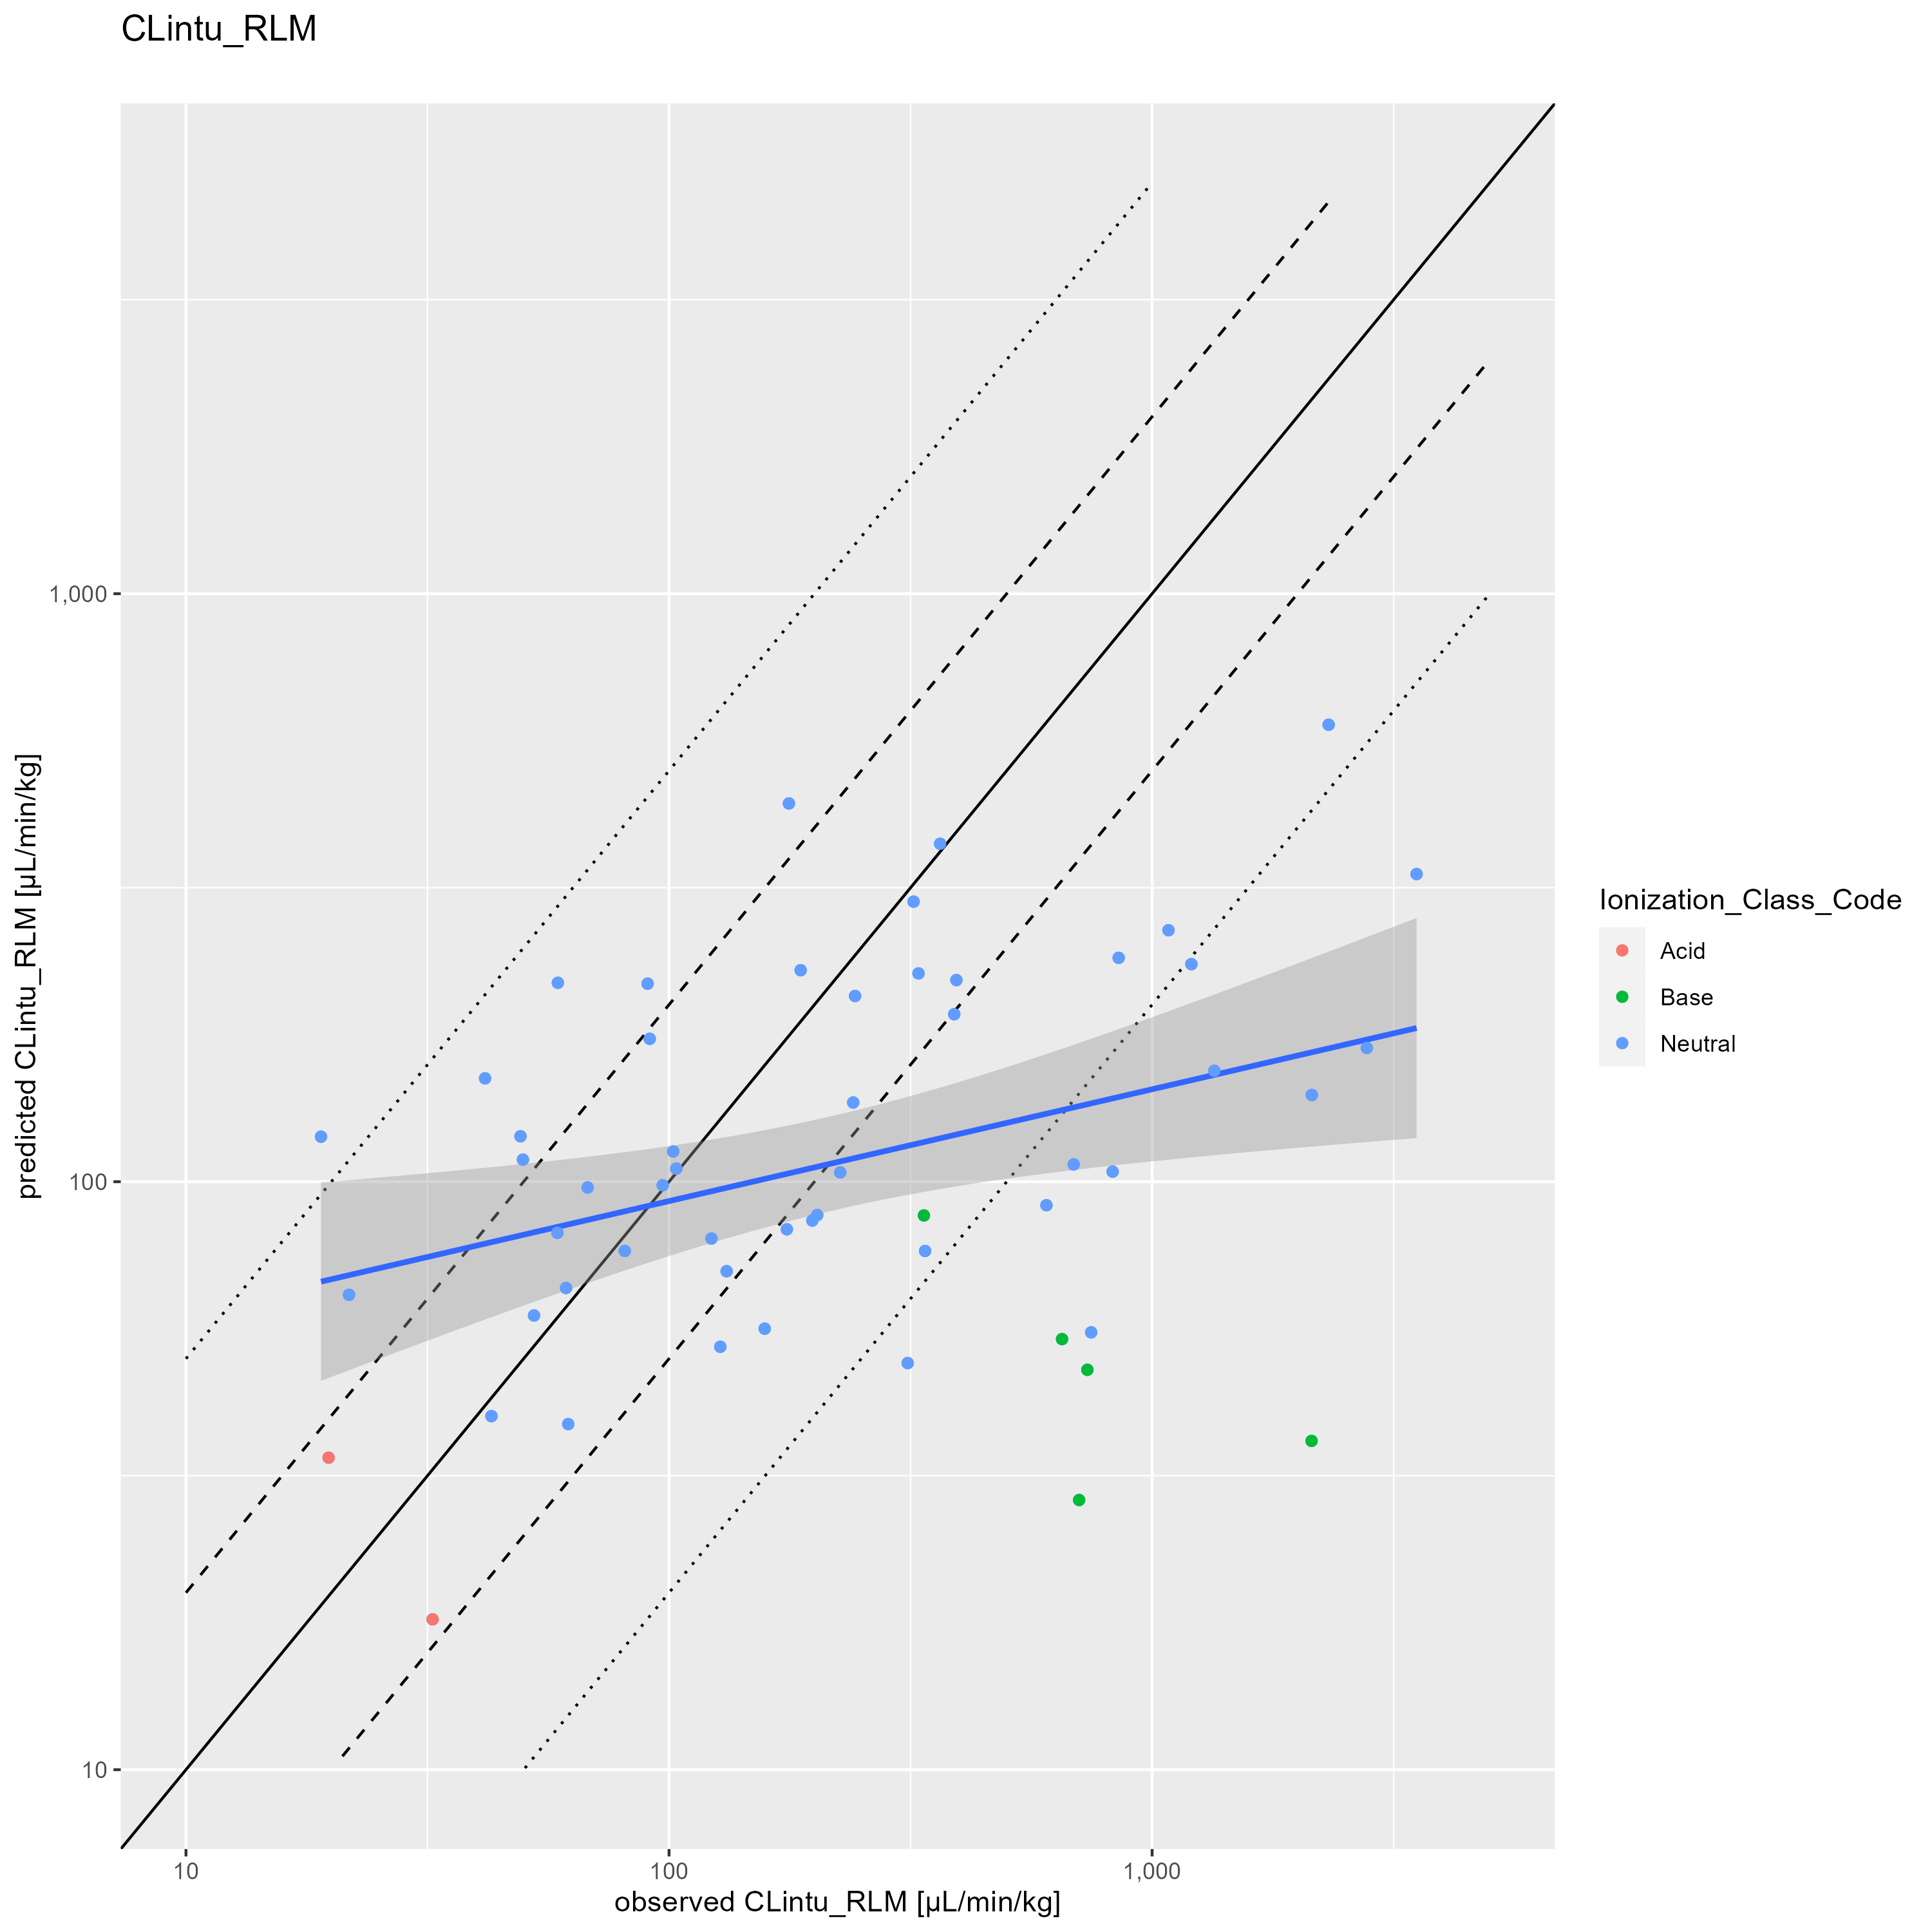 CLintu_RLM
predicted CLintu_RLM [µL/min/kg]
1,000
100
10
10
100
1,000
observed CLintu_RLM [µL/min/kg]
Ionization_Class_Code
Acid
Base
Neutral